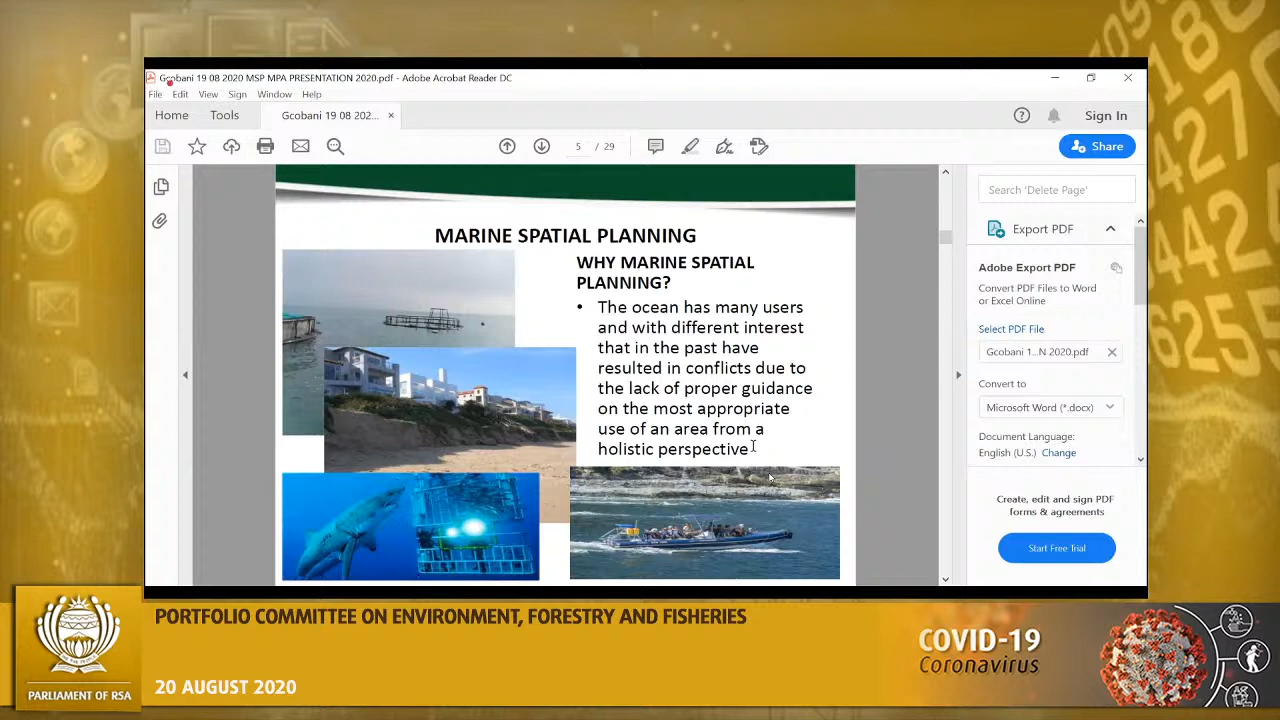 Gcobani 19 08 2020 MSP MPA PRESENTATION 2020.pdf - Adobe Acrobat Reader DC
File Edit View Sign Window Help
Home Tools Gcobani 19 08 202... × Sign In
5 / 29 Share
Search 'Delete Page'
Export PDF
Adobe Export PDF
Convert PDF Files to Word
or Excel Online
Select PDF File
Gcobani 1...N 2020.pdf
Convert to
Microsoft Word (*.docx)
Document Language:
English (U.S.) Change
Create, edit and sign PDF
forms & agreements
Start Free Trial
MARINE SPATIAL PLANNING
WHY MARINE SPATIAL
PLANNING?
• The ocean has many users
and with different interest
that in the past have
resulted in conflicts due to
the lack of proper guidance
on the most appropriate
use of an area from a
holistic perspective
PARLIAMENT OF RSA
PORTFOLIO COMMITTEE ON ENVIRONMENT, FORESTRY AND FISHERIES
20 AUGUST 2020
COVID-19
Coronavirus